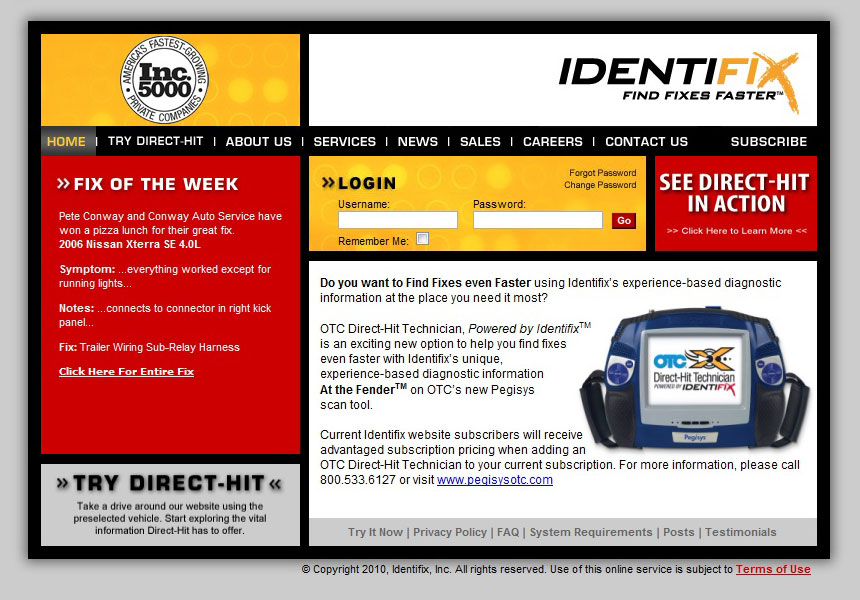 AMERICA'S FASTEST-GROWING
Inc.
5000
PRIVATE COMPANIES
IDENTIFIX
FIND FIXES FASTER™
HOME | TRY DIRECT-HIT | ABOUT US | SERVICES | NEWS | SALES | CAREERS | CONTACT US SUBSCRIBE
»FIX OF THE WEEK
Pete Conway and Conway Auto Service have
won a pizza lunch for their great fix.
2006 Nissan Xterra SE 4.0L
Symptom: ...everything worked except for
running lights...
Notes: ...connects to connector in right kick
panel...
Fix: Trailer Wiring Sub-Relay Harness
Click Here For Entire Fix
»TRY DIRECT-HIT«
Take a drive around our website using the
preselected vehicle. Start exploring the vital
information Direct-Hit has to offer.
»LOGIN
Forgot Password
Change Password
Username: Password:
Go
Remember Me:
SEE DIRECT-HIT
IN ACTION
>> Click Here to Learn More <<
Do you want to Find Fixes even Faster using Identifix's experience-based diagnostic
information at the place you need it most?
OTC Direct-Hit Technician, Powered by Identifix™
is an exciting new option to help you find fixes
even faster with Identifix's unique,
experience-based diagnostic information
At the Fender™ on OTC's new Pegisys
scan tool.
OTC
Direct-Hit Technician
POWERED BY IDENTIFIX
Pegisys
Current Identifix website subscribers will receive
advantaged subscription pricing when adding an
OTC Direct-Hit Technician to your current subscription. For more information, please call
800.533.6127 or visit www.pegisysotc.com
Try It Now | Privacy Policy | FAQ | System Requirements | Posts | Testimonials
© Copyright 2010, Identifix, Inc. All rights reserved. Use of this online service is subject to Terms of Use